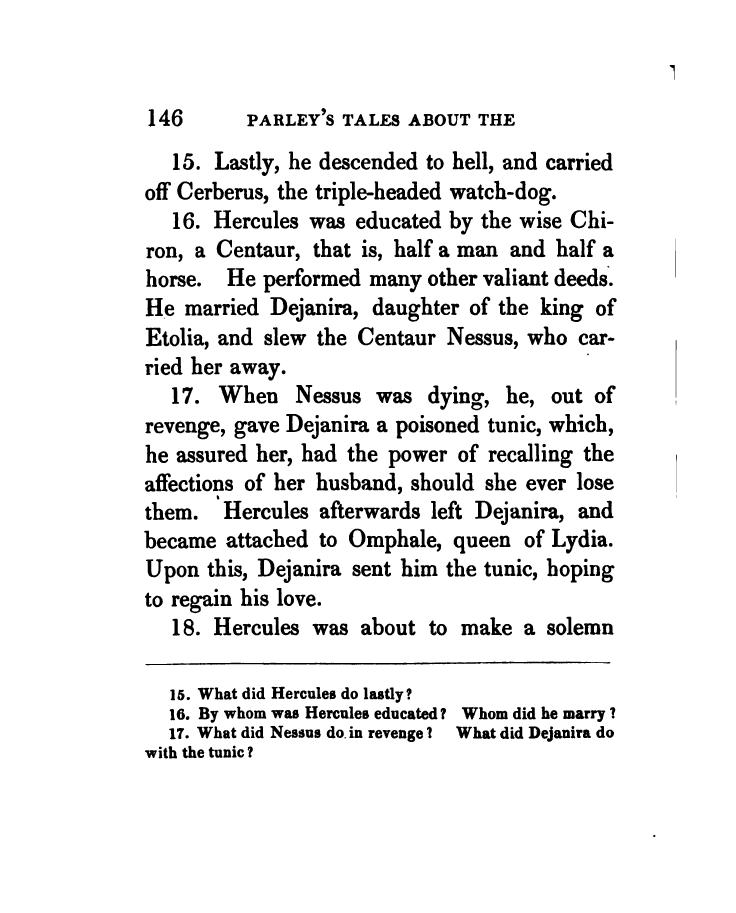 146 PARLEY'S TALES ABOUT THE
15. Lastly, he descended to hell, and carried
off Cerberus, the triple-headed watch-dog.
16. Hercules was educated by the wise Chi-
ron, a Centaur, that is, half a man and half a
horse. He performed many other valiant deeds.
He married Dejanira, daughter of the king of
Etolia, and slew the Centaur Nessus, who car-
ried her away.
17. When Nessus was dying, he, out of
revenge, gave Dejanira a poisoned tunic, which,
he assured her, had the power of recalling the
affections of her husband, should she ever lose
them. Hercules afterwards left Dejanira, and
became attached to Omphale, queen of Lydia.
Upon this, Dejanira sent him the tunic, hoping
to regain his love.
18. Hercules was about to make a solemn
15. What did Hercules do lastly?
16. By whom was Hercules educated? Whom did he marry?
17. What did Nessus do in revenge? What did Dejanira do
with the tunic?